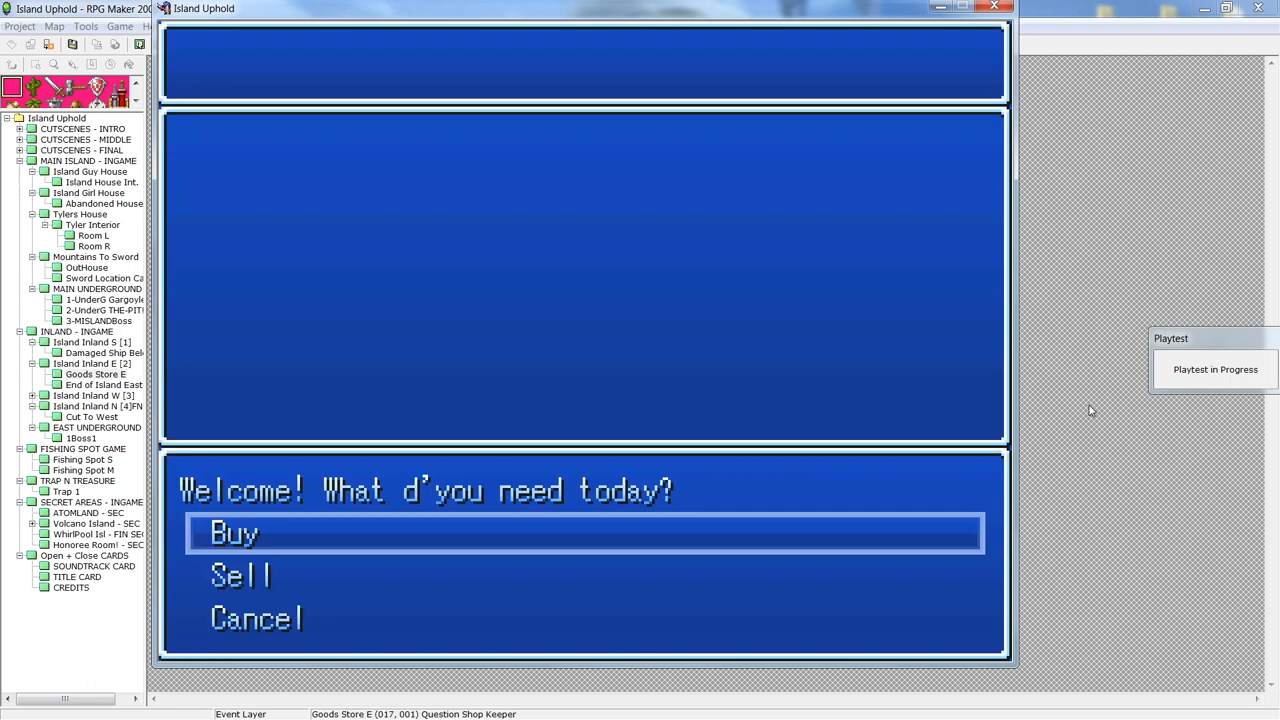 Island Uphold - RPG Maker 200
Island Uphold
Project Map Tools Game H
Island Uphold
CUTSCENES - INTRO
CUTSCENES - MIDDLE
CUTSCENES - FINAL
MAIN ISLAND - INGAME
Island Guy House
Island House Int.
Island Girl House
Abandoned House
Tylers House
Tyler Interior
Room L
Room R
Mountains To Sword
OutHouse
Sword Location Ca
MAIN UNDERGROUND
1-UnderG Gargoyle
2-UnderG THE-PIT!
3-MISLANDBoss
INLAND - INGAME
Island Inland S [1]
Damaged Ship Bel
Island Inland E [2]
Goods Store E
End of Island East
Island Inland W [3]
Island Inland N [4]FN
Cut To West
EAST UNDERGROUND
1Boss1
FISHING SPOT GAME
Fishing Spot S
Fishing Spot M
TRAP N TREASURE
Trap 1
SECRET AREAS - INGAME
ATOMLAND - SEC
Volcano Island - SEC
WhirlPool Isl - FIN SEC
Honoree Room! - SEC
Open + Close CARDS
SOUNDTRACK CARD
TITLE CARD
CREDITS
Welcome! What d'you need today?
Buy
Sell
Cancel
Playtest
Playtest in Progress
Event Layer
Goods Store E (017, 001) Question Shop Keeper